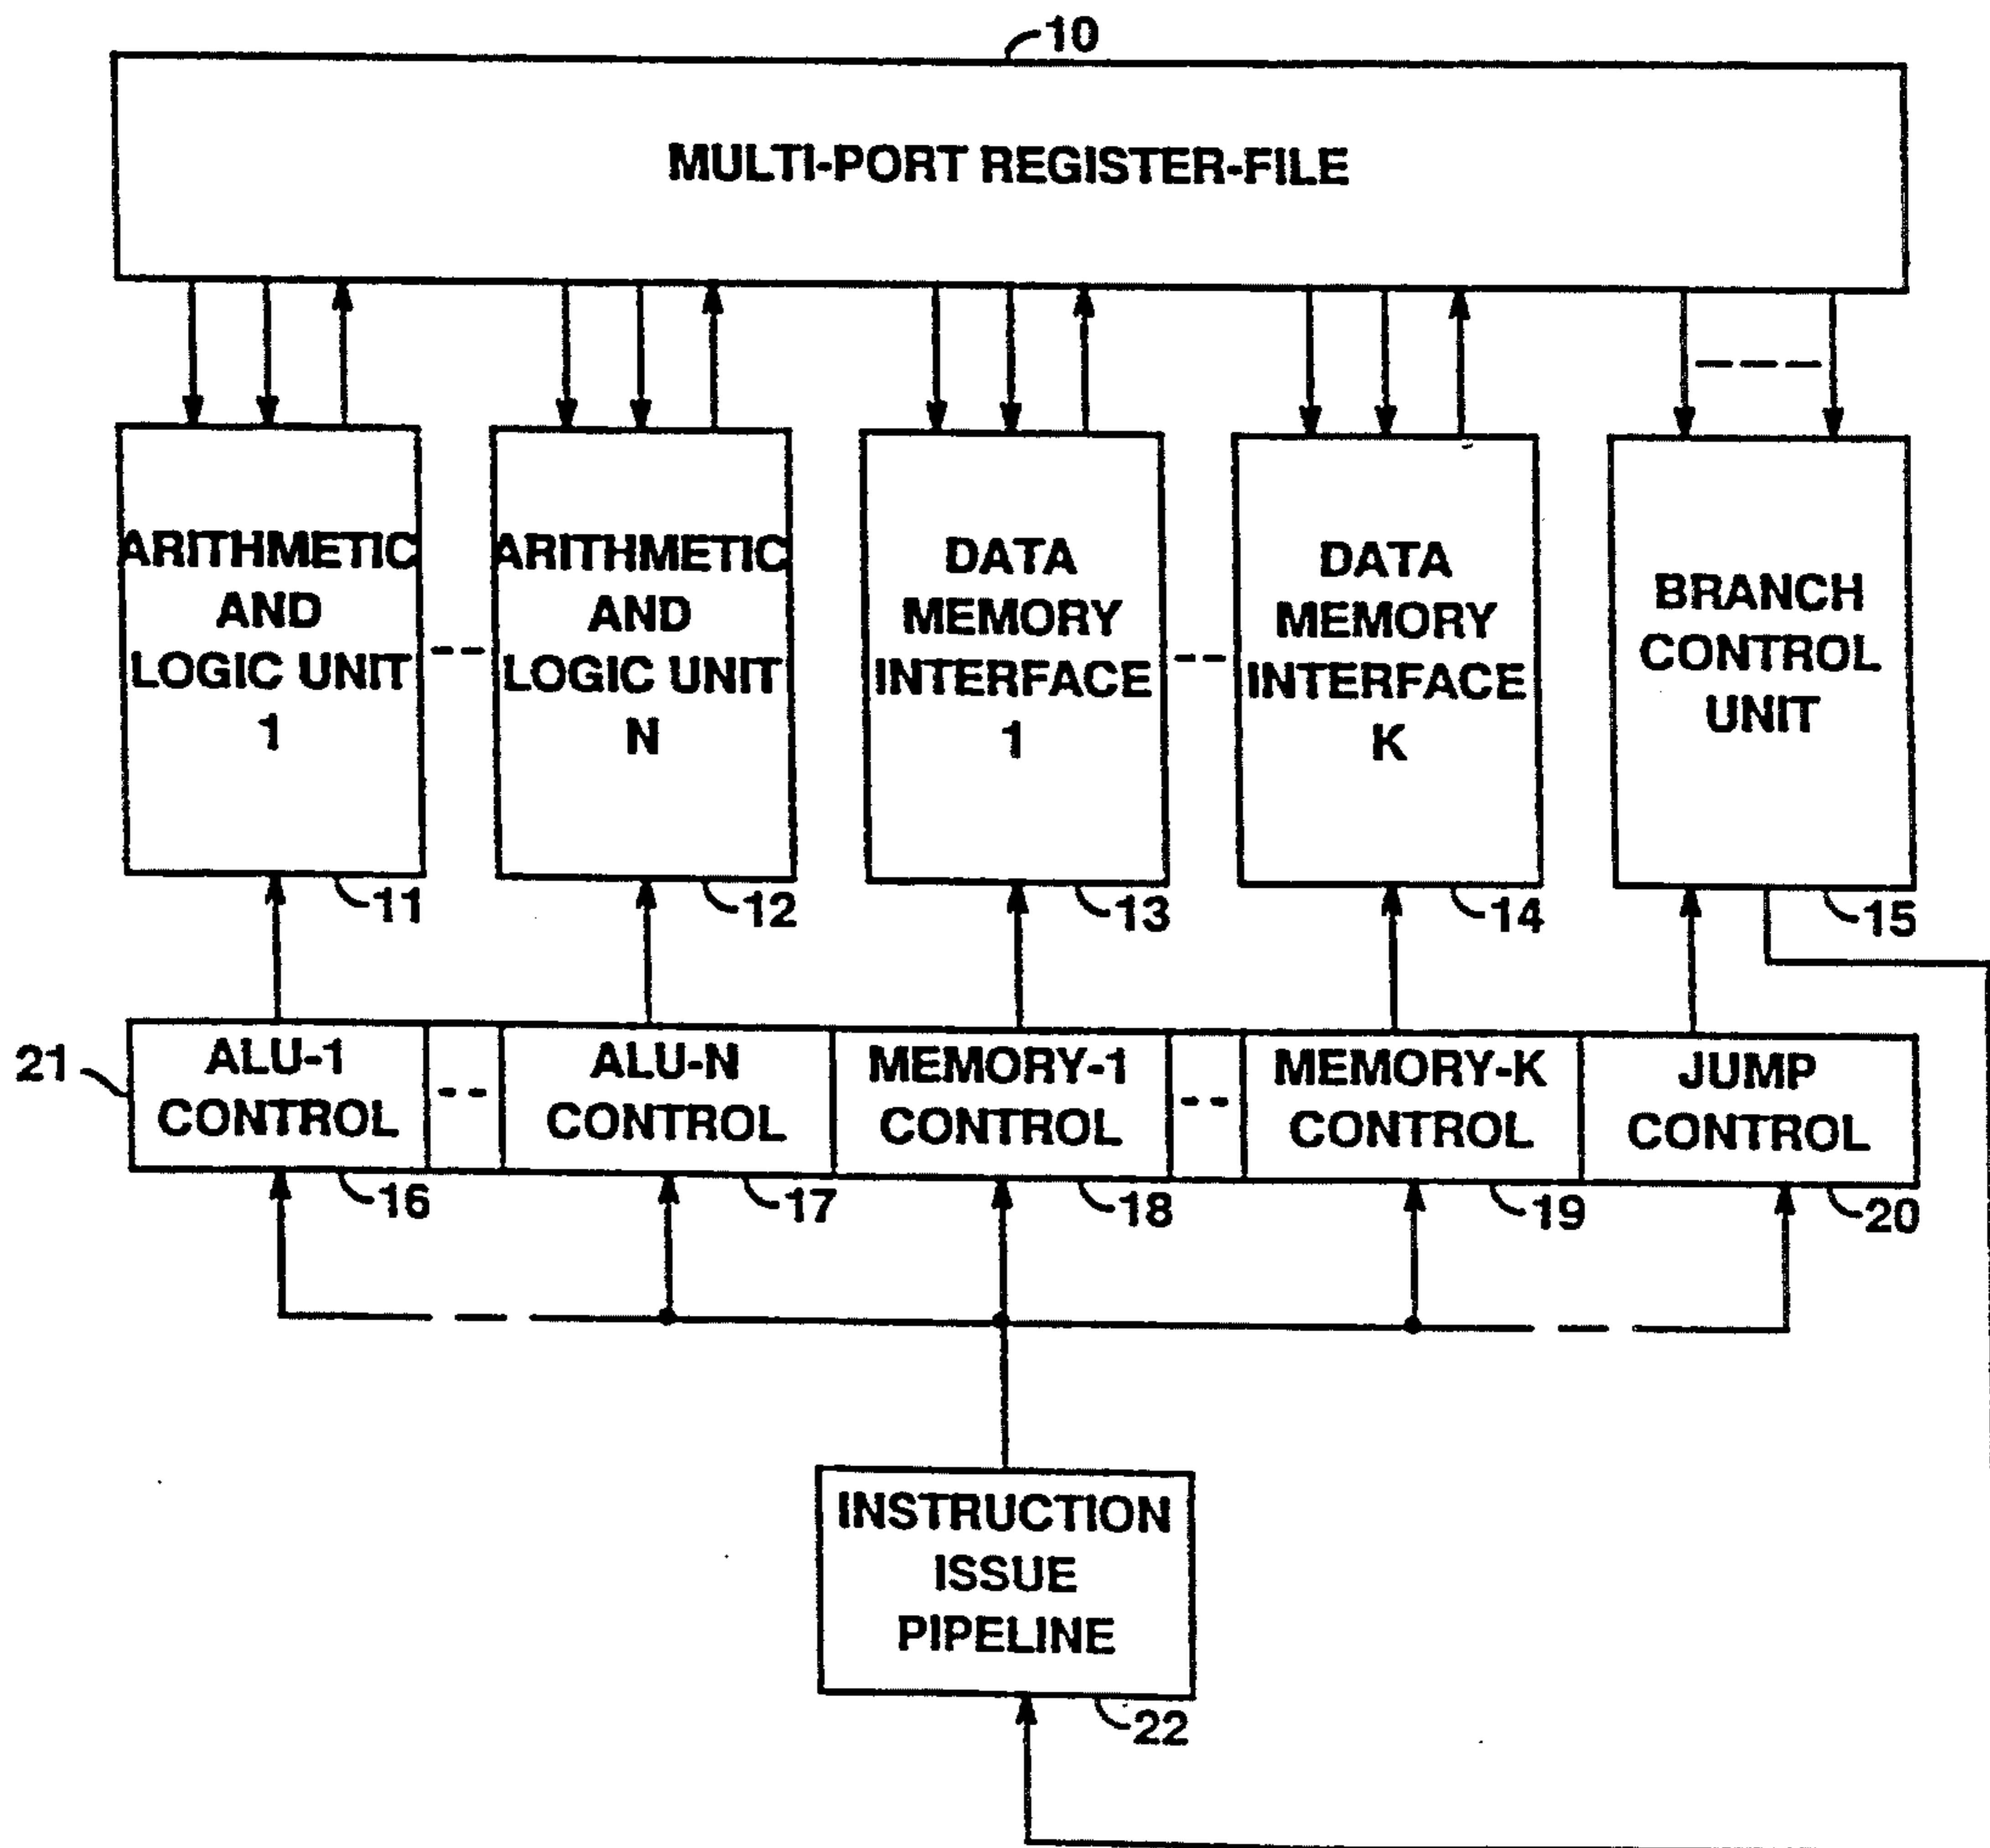 10
MULTI-PORT REGISTER-FILE
ARITHMETIC
AND
LOGIC UNIT
1
ARITHMETIC
AND
LOGIC UNIT
N
DATA
MEMORY
INTERFACE
1
DATA
MEMORY
INTERFACE
K
BRANCH
CONTROL
UNIT
11
12
13
14
15
21
ALU-1
CONTROL
ALU-N
CONTROL
MEMORY-1
CONTROL
MEMORY-K
CONTROL
JUMP
CONTROL
16
17
18
19
20
INSTRUCTION
ISSUE
PIPELINE
22